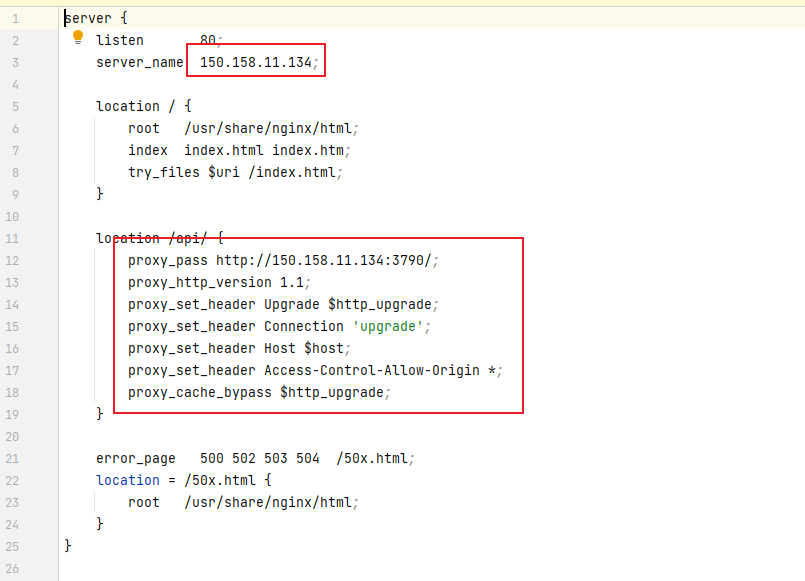 1 server {
2 listen 80;
3 server_name 150.158.11.134;
4
5 location / {
6 root /usr/share/nginx/html;
7 index index.html index.htm;
8 try_files $uri /index.html;
9 }
10
11 location /api/ {
12 proxy_pass http://150.158.11.134:3790/;
13 proxy_http_version 1.1;
14 proxy_set_header Upgrade $http_upgrade;
15 proxy_set_header Connection 'upgrade';
16 proxy_set_header Host $host;
17 proxy_set_header Access-Control-Allow-Origin *;
18 proxy_cache_bypass $http_upgrade;
19 }
20
21 error_page 500 502 503 504 /50x.html;
22 location = /50x.html {
23 root /usr/share/nginx/html;
24 }
25 }
26